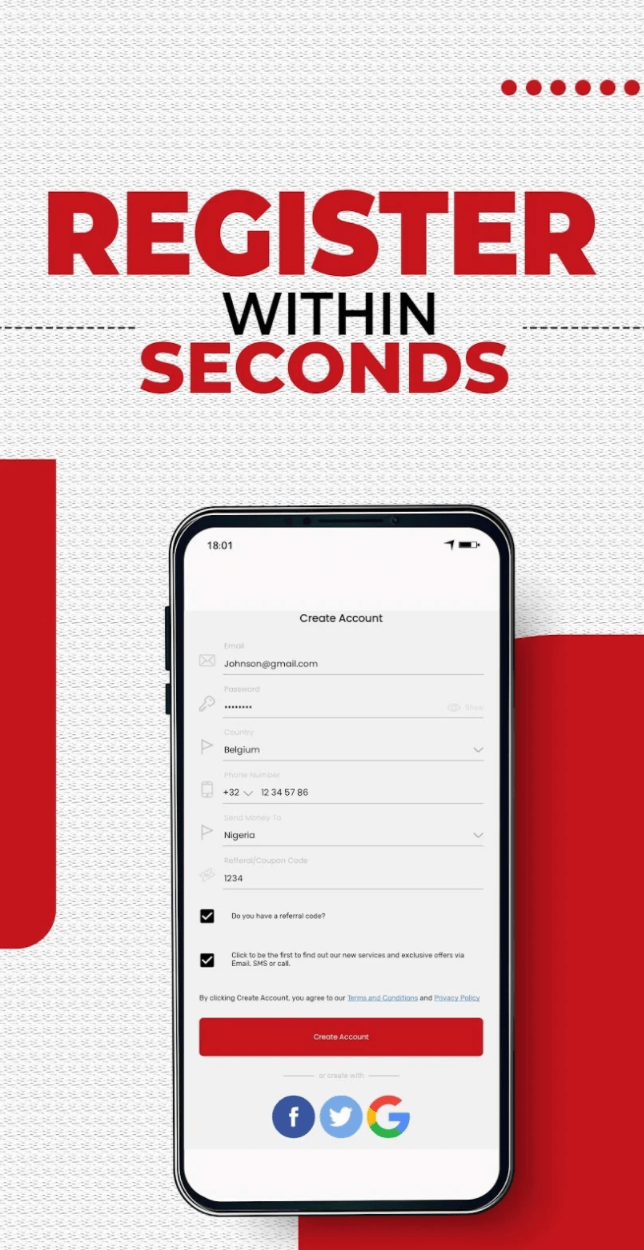 REGISTER
WITHIN
SECONDS
18:01
Create Account
Email
Johnson@gmail.com
Password
••••••••
Show
Country
Belgium
Phone Number
+32 12 34 57 86
Send Money To
Nigeria
Refferal/Coupon Code
1234
Do you have a referral code?
Click to be the first to find out our new services and exclusive offers via
Email, SMS or call.
By clicking Create Account, you agree to our Terms and Conditions and Privacy Policy
Create Account
or create with